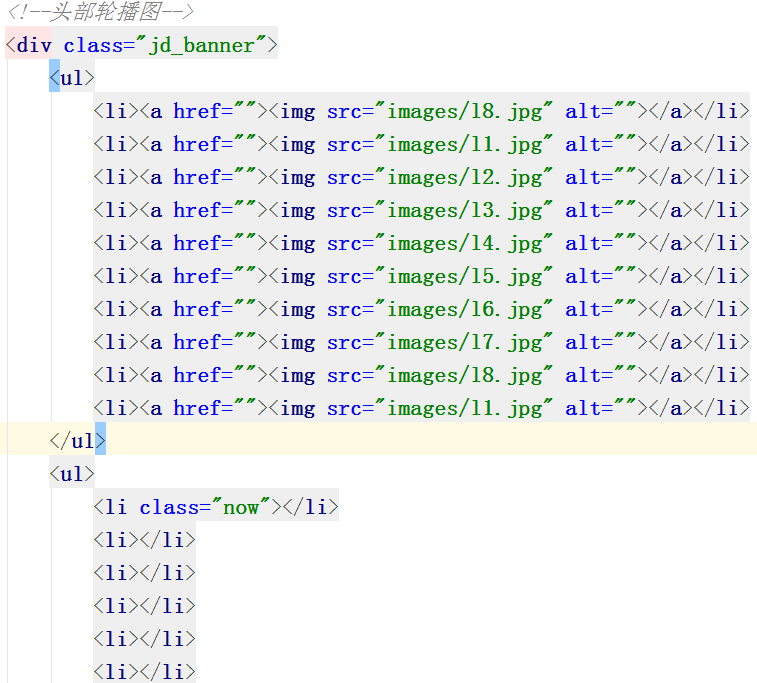 <!--头部轮播图-->
<div class="jd_banner">
<ul>
<li><a href=""><img src="images/l8.jpg" alt=""></a></li>
<li><a href=""><img src="images/l1.jpg" alt=""></a></li>
<li><a href=""><img src="images/l2.jpg" alt=""></a></li>
<li><a href=""><img src="images/l3.jpg" alt=""></a></li>
<li><a href=""><img src="images/l4.jpg" alt=""></a></li>
<li><a href=""><img src="images/l5.jpg" alt=""></a></li>
<li><a href=""><img src="images/l6.jpg" alt=""></a></li>
<li><a href=""><img src="images/l7.jpg" alt=""></a></li>
<li><a href=""><img src="images/l8.jpg" alt=""></a></li>
<li><a href=""><img src="images/l1.jpg" alt=""></a></li>
</ul>
<ul>
<li class="now"></li>
<li></li>
<li></li>
<li></li>
<li></li>
<li></li>